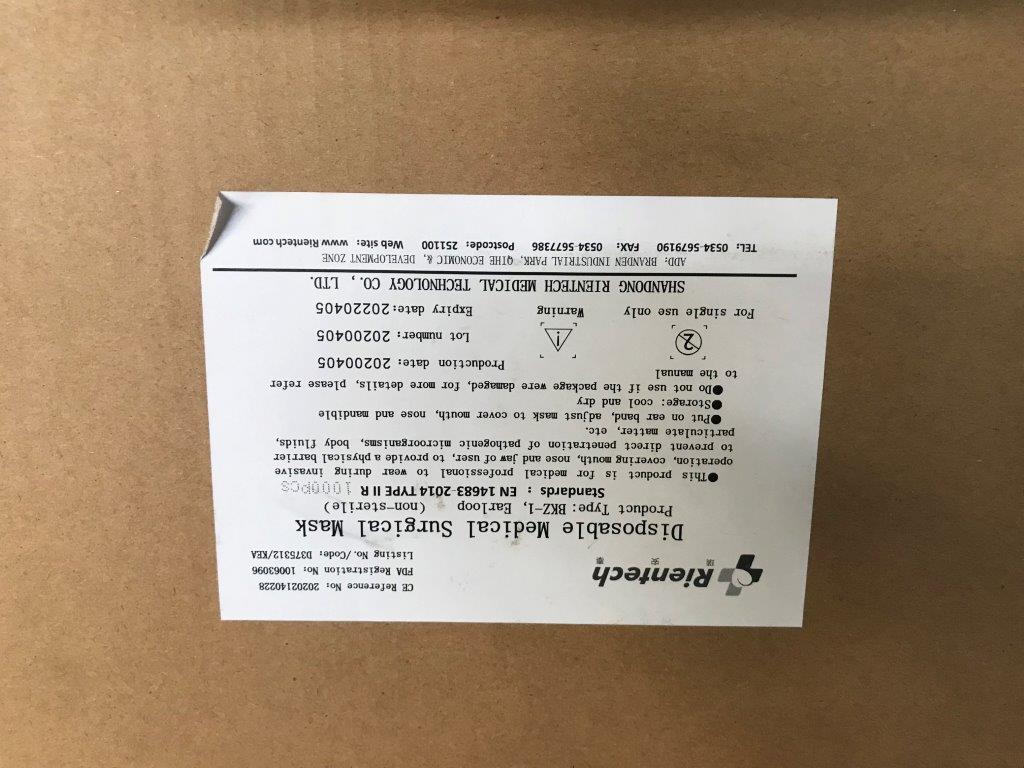 Rientech
瑞 安 泰
CE Reference No: 20202140228
FDA Registration No: 10063096
Listing /No./Code: D375312/KEA
Disposable Medical Surgical Mask
Product Type: BKZ-1, Earloop (non-sterile)
Standards : EN 14683-2014 TYPE II R 1000PCS
●This product is for medical professional to wear during invasive
operation, covering mouth, nose and jaw of user, to provide a physical barrier
to prevent direct penetration of pathogenic microorganisms, body fluids,
particulate matter, etc.
●Put on ear band, adjust mask to cover mouth, nose and mandible
●Storage: cool and dry
●Do not use if the package were damaged, for more details, please refer
to the manual
2
For single use only
Warning
Production date: 20200405
Lot number: 20200405
Expiry date: 20220405
SHANDONG RIENTECH MEDICAL TECHNOLOGY CO., LTD.
ADD: BRANDEN INDUSTRIAL PARK, QIHE ECONOMIC & DEVELOPMENT ZONE
TEL: 0534-5679190 FAX: 0534-5677386 Postcode: 251100 Web site: www.Rientech.com